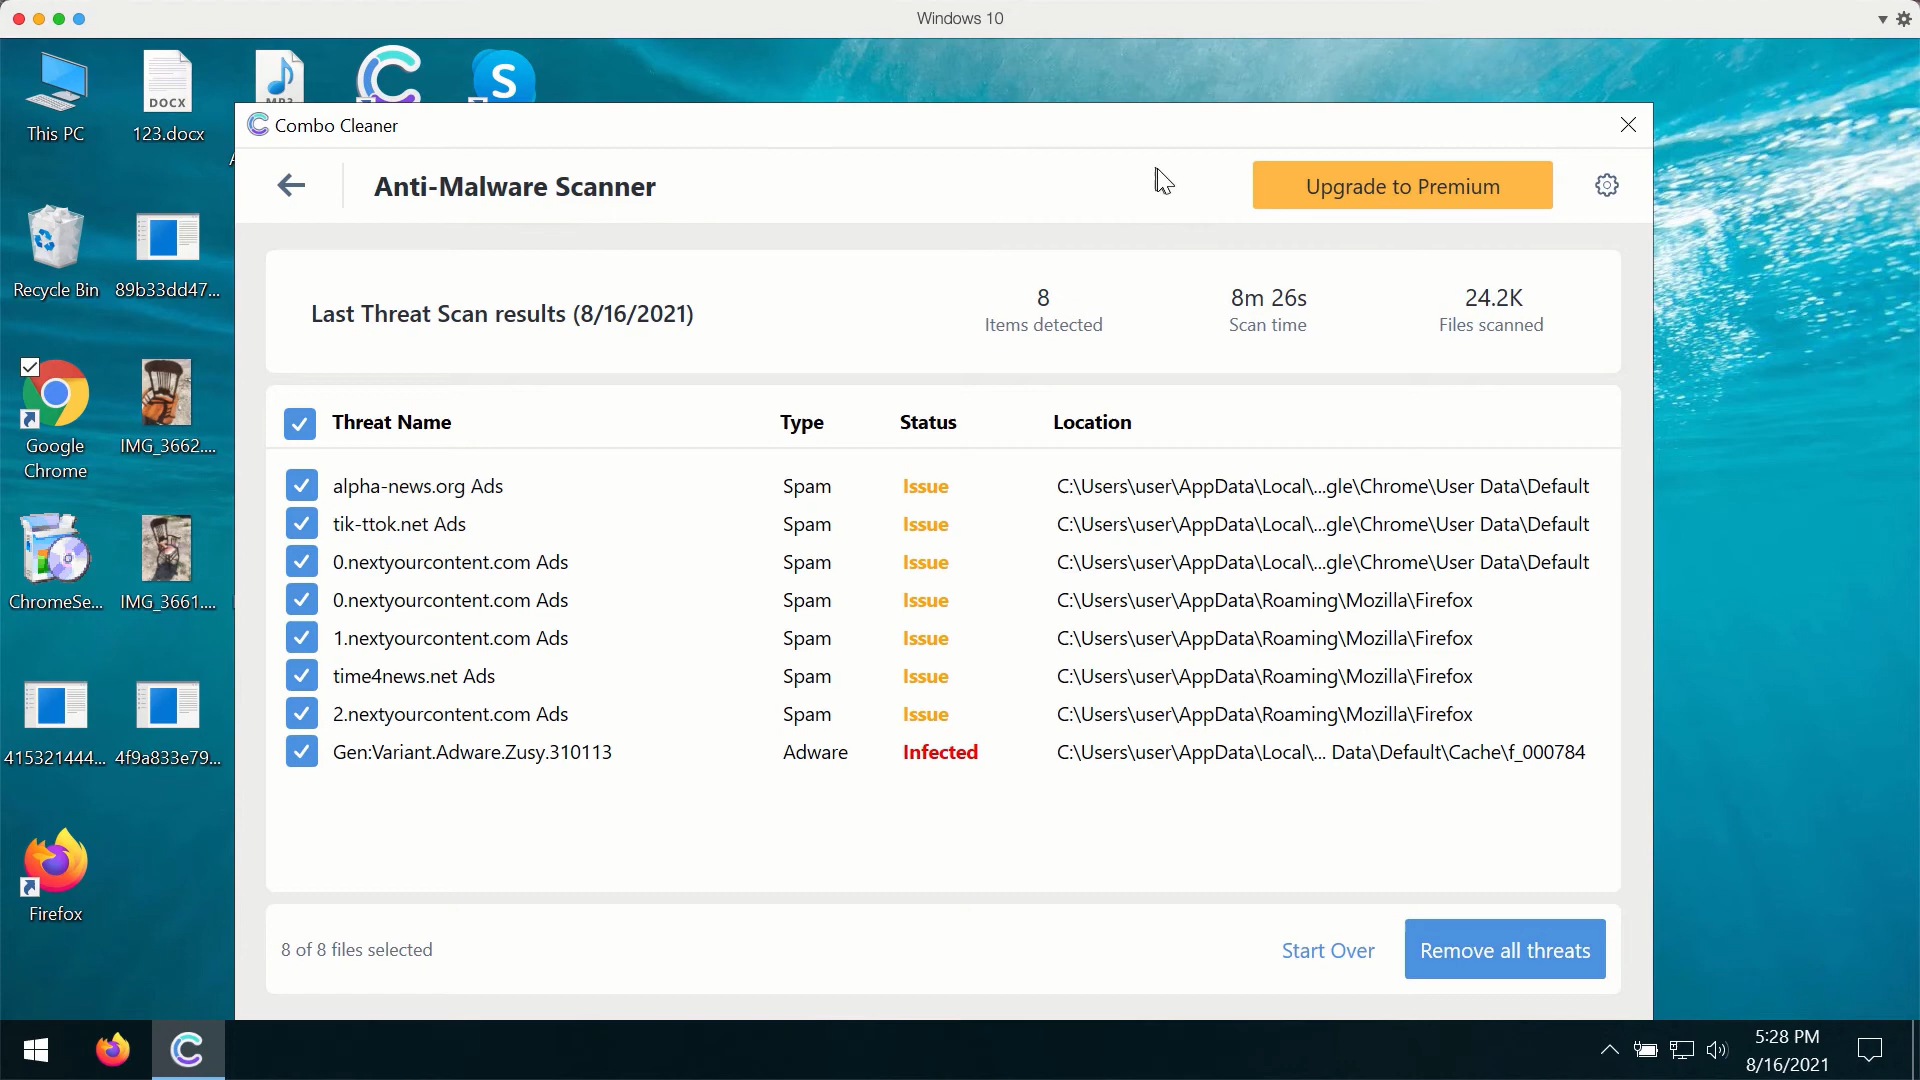 Windows 10
This PC
123.docx
DOCX
MP3
S
Recycle Bin
89b33dd47...
Google
Chrome
IMG_3662....
ChromeSe...
IMG_3661....
415321444...
4f9a833e79...
Firefox
Combo Cleaner
Anti-Malware Scanner
Upgrade to Premium
Last Threat Scan results (8/16/2021)
8
Items detected
8m 26s
Scan time
24.2K
Files scanned
Threat Name Type Status Location
alpha-news.org Ads Spam Issue C:\Users\user\AppData\Local\...gle\Chrome\User Data\Default
tik-ttok.net Ads Spam Issue C:\Users\user\AppData\Local\...gle\Chrome\User Data\Default
0.nextyourcontent.com Ads Spam Issue C:\Users\user\AppData\Local\...gle\Chrome\User Data\Default
0.nextyourcontent.com Ads Spam Issue C:\Users\user\AppData\Roaming\Mozilla\Firefox
1.nextyourcontent.com Ads Spam Issue C:\Users\user\AppData\Roaming\Mozilla\Firefox
time4news.net Ads Spam Issue C:\Users\user\AppData\Roaming\Mozilla\Firefox
2.nextyourcontent.com Ads Spam Issue C:\Users\user\AppData\Roaming\Mozilla\Firefox
Gen:Variant.Adware.Zusy.310113 Adware Infected C:\Users\user\AppData\Local\... Data\Default\Cache\f_000784
8 of 8 files selected
Start Over
Remove all threats
5:28 PM
8/16/2021